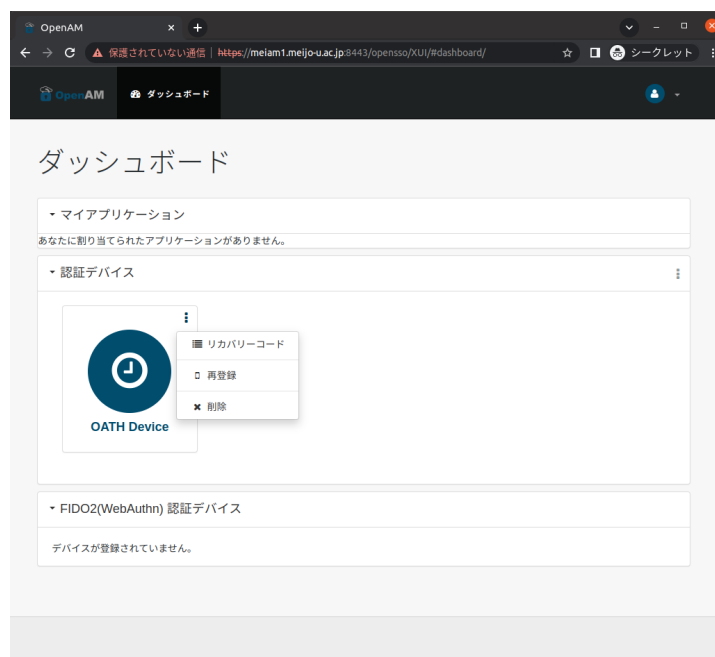 OpenAM
保護されていない通信 | https://meiam1.meijo-u.ac.jp:8443/opensso/XUI/#dashboard/
シークレット
OpenAM
ダッシュボード
ダッシュボード
マイアプリケーション
あなたに割り当てられたアプリケーションがありません。
認証デバイス
リカバリーコード
再登録
削除
OATH Device
FIDO2(WebAuthn) 認証デバイス
デバイスが登録されていません。